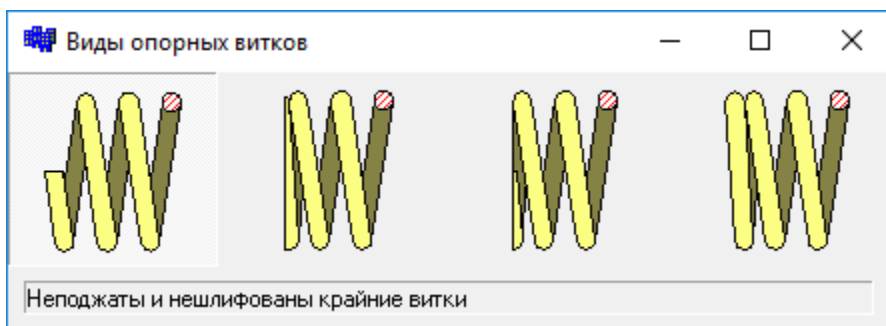 Виды опорных витков
Неподжаты и нешлифованы крайние витки